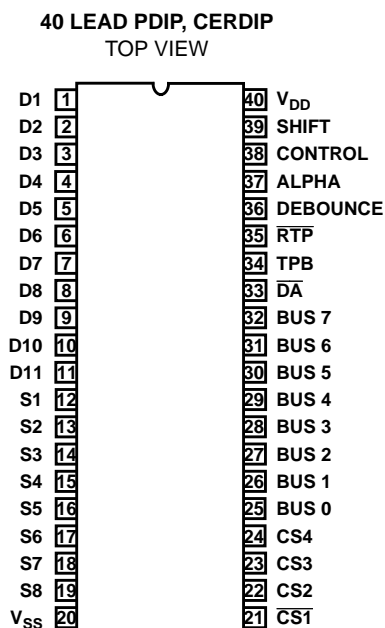 40 LEAD PDIP, CERDIP
TOP VIEW
D1 1 40 VDD
D2 2 39 SHIFT
D3 3 38 CONTROL
D4 4 37 ALPHA
D5 5 36 DEBOUNCE
D6 6 35 R̅T̅P̅
D7 7 34 TPB
D8 8 33 D̅A̅
D9 9 32 BUS 7
D10 10 31 BUS 6
D11 11 30 BUS 5
S1 12 29 BUS 4
S2 13 28 BUS 3
S3 14 27 BUS 2
S4 15 26 BUS 1
S5 16 25 BUS 0
S6 17 24 CS4
S7 18 23 CS3
S8 19 22 CS2
VSS 20 21 C̅S̅1̅